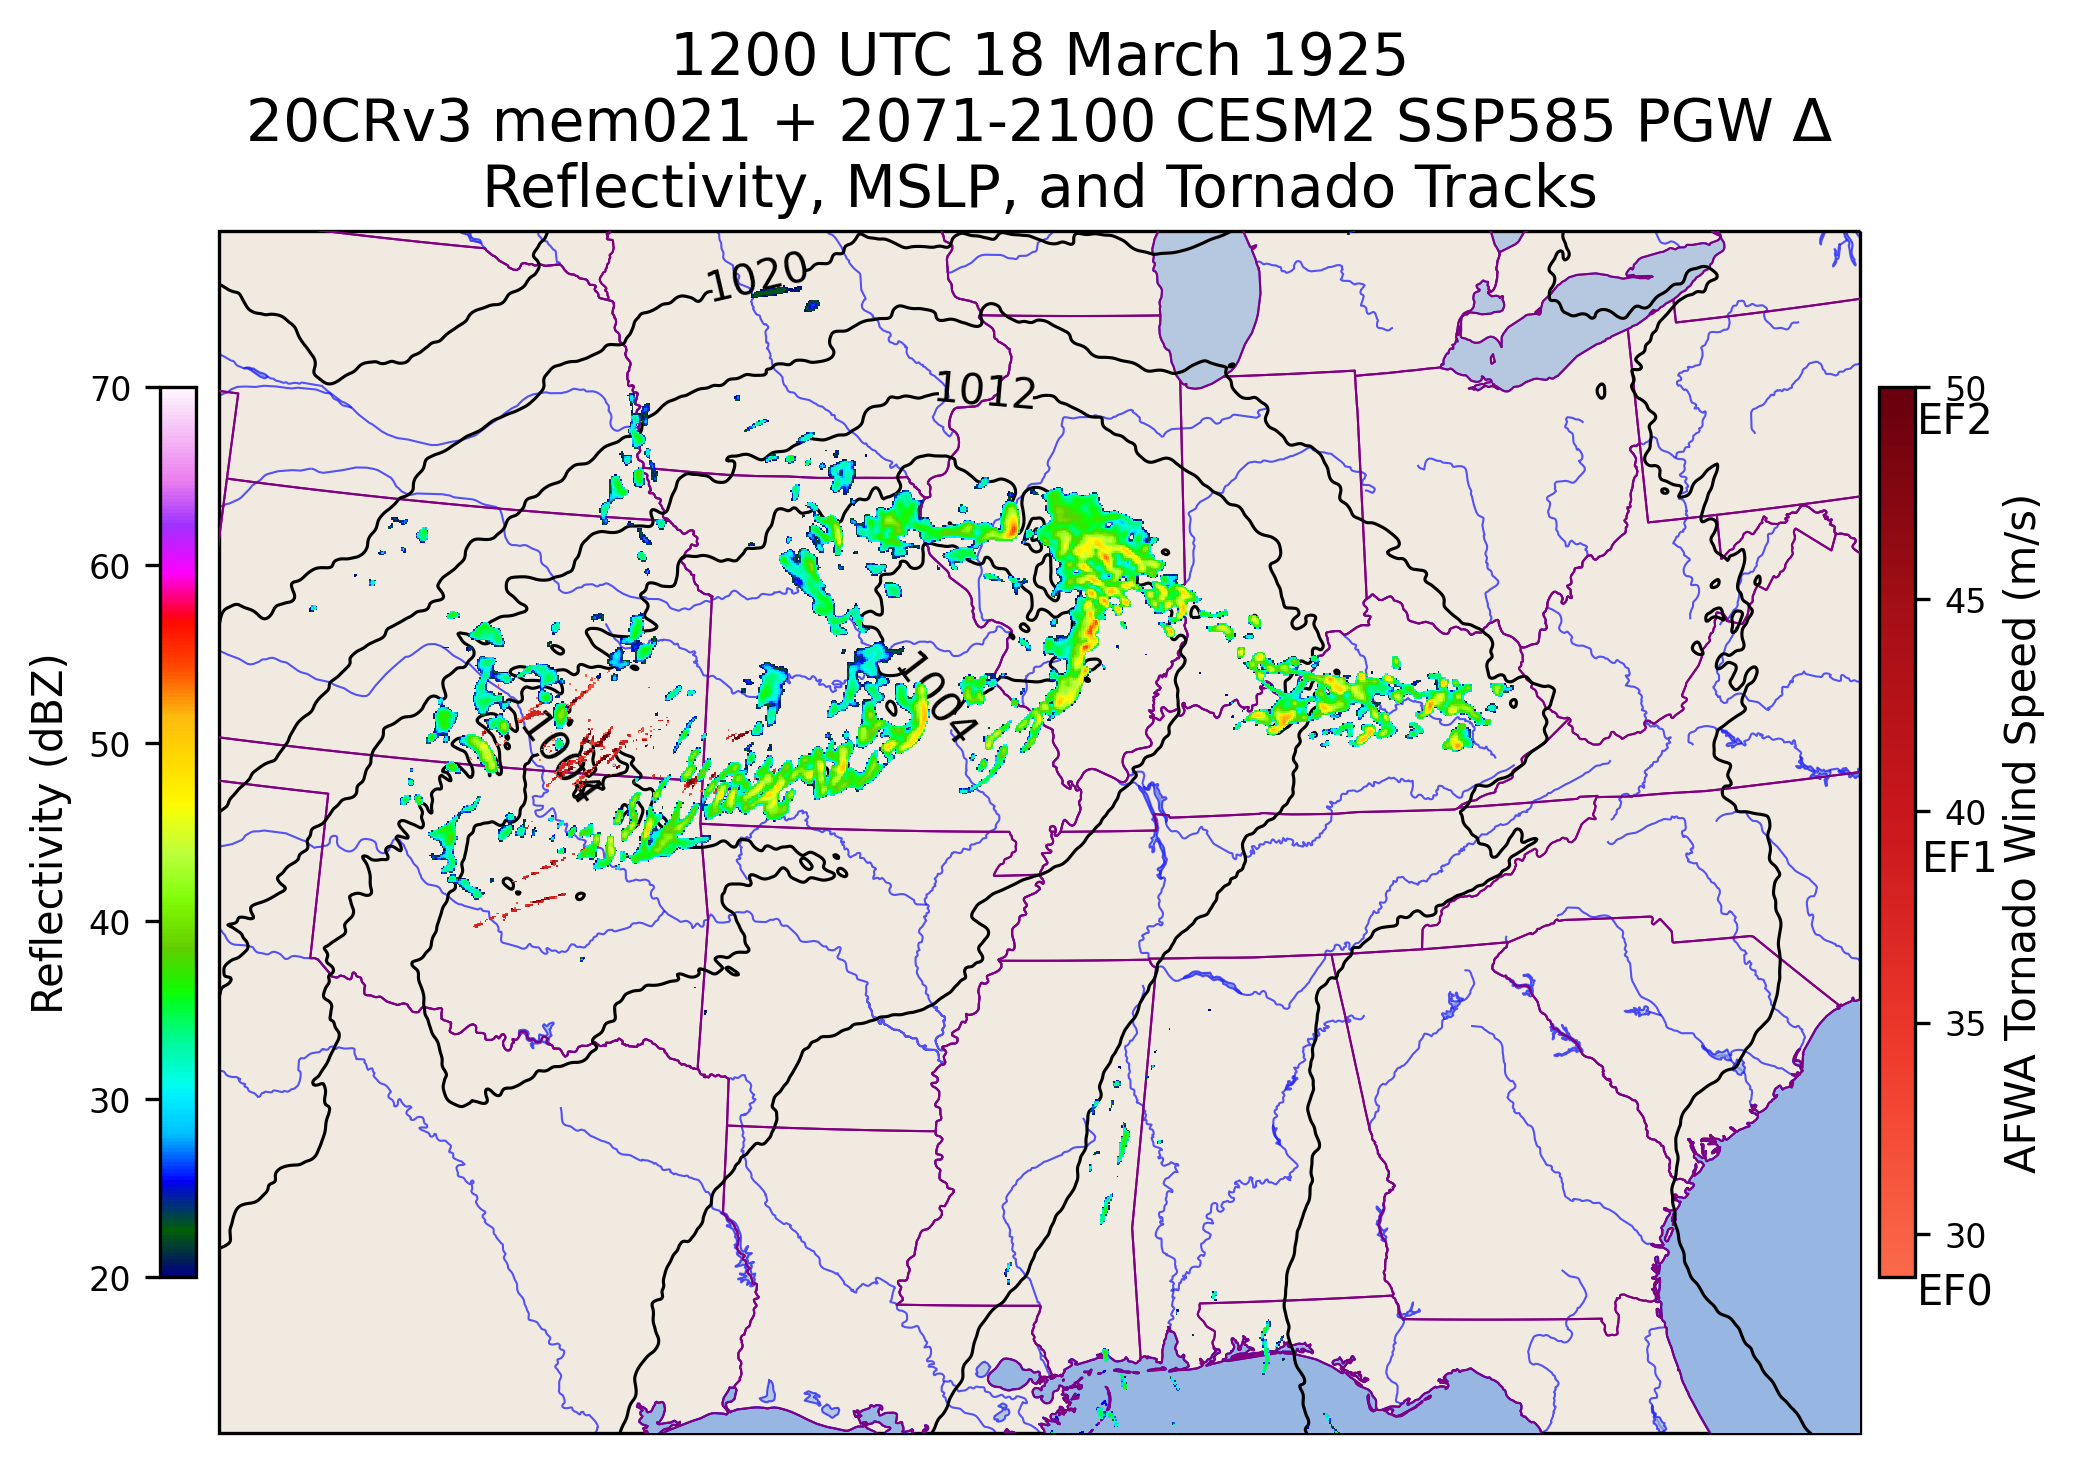 1200 UTC 18 March 1925
20CRv3 mem021 + 2071-2100 CESM2 SSP585 PGW Δ
Reflectivity, MSLP, and Tornado Tracks
1020
1012
1004
1004
70
60
50
40
30
20
Reflectivity (dBZ)
50
EF2
45
40
EF1
35
30
EF0
AFWA Tornado Wind Speed (m/s)